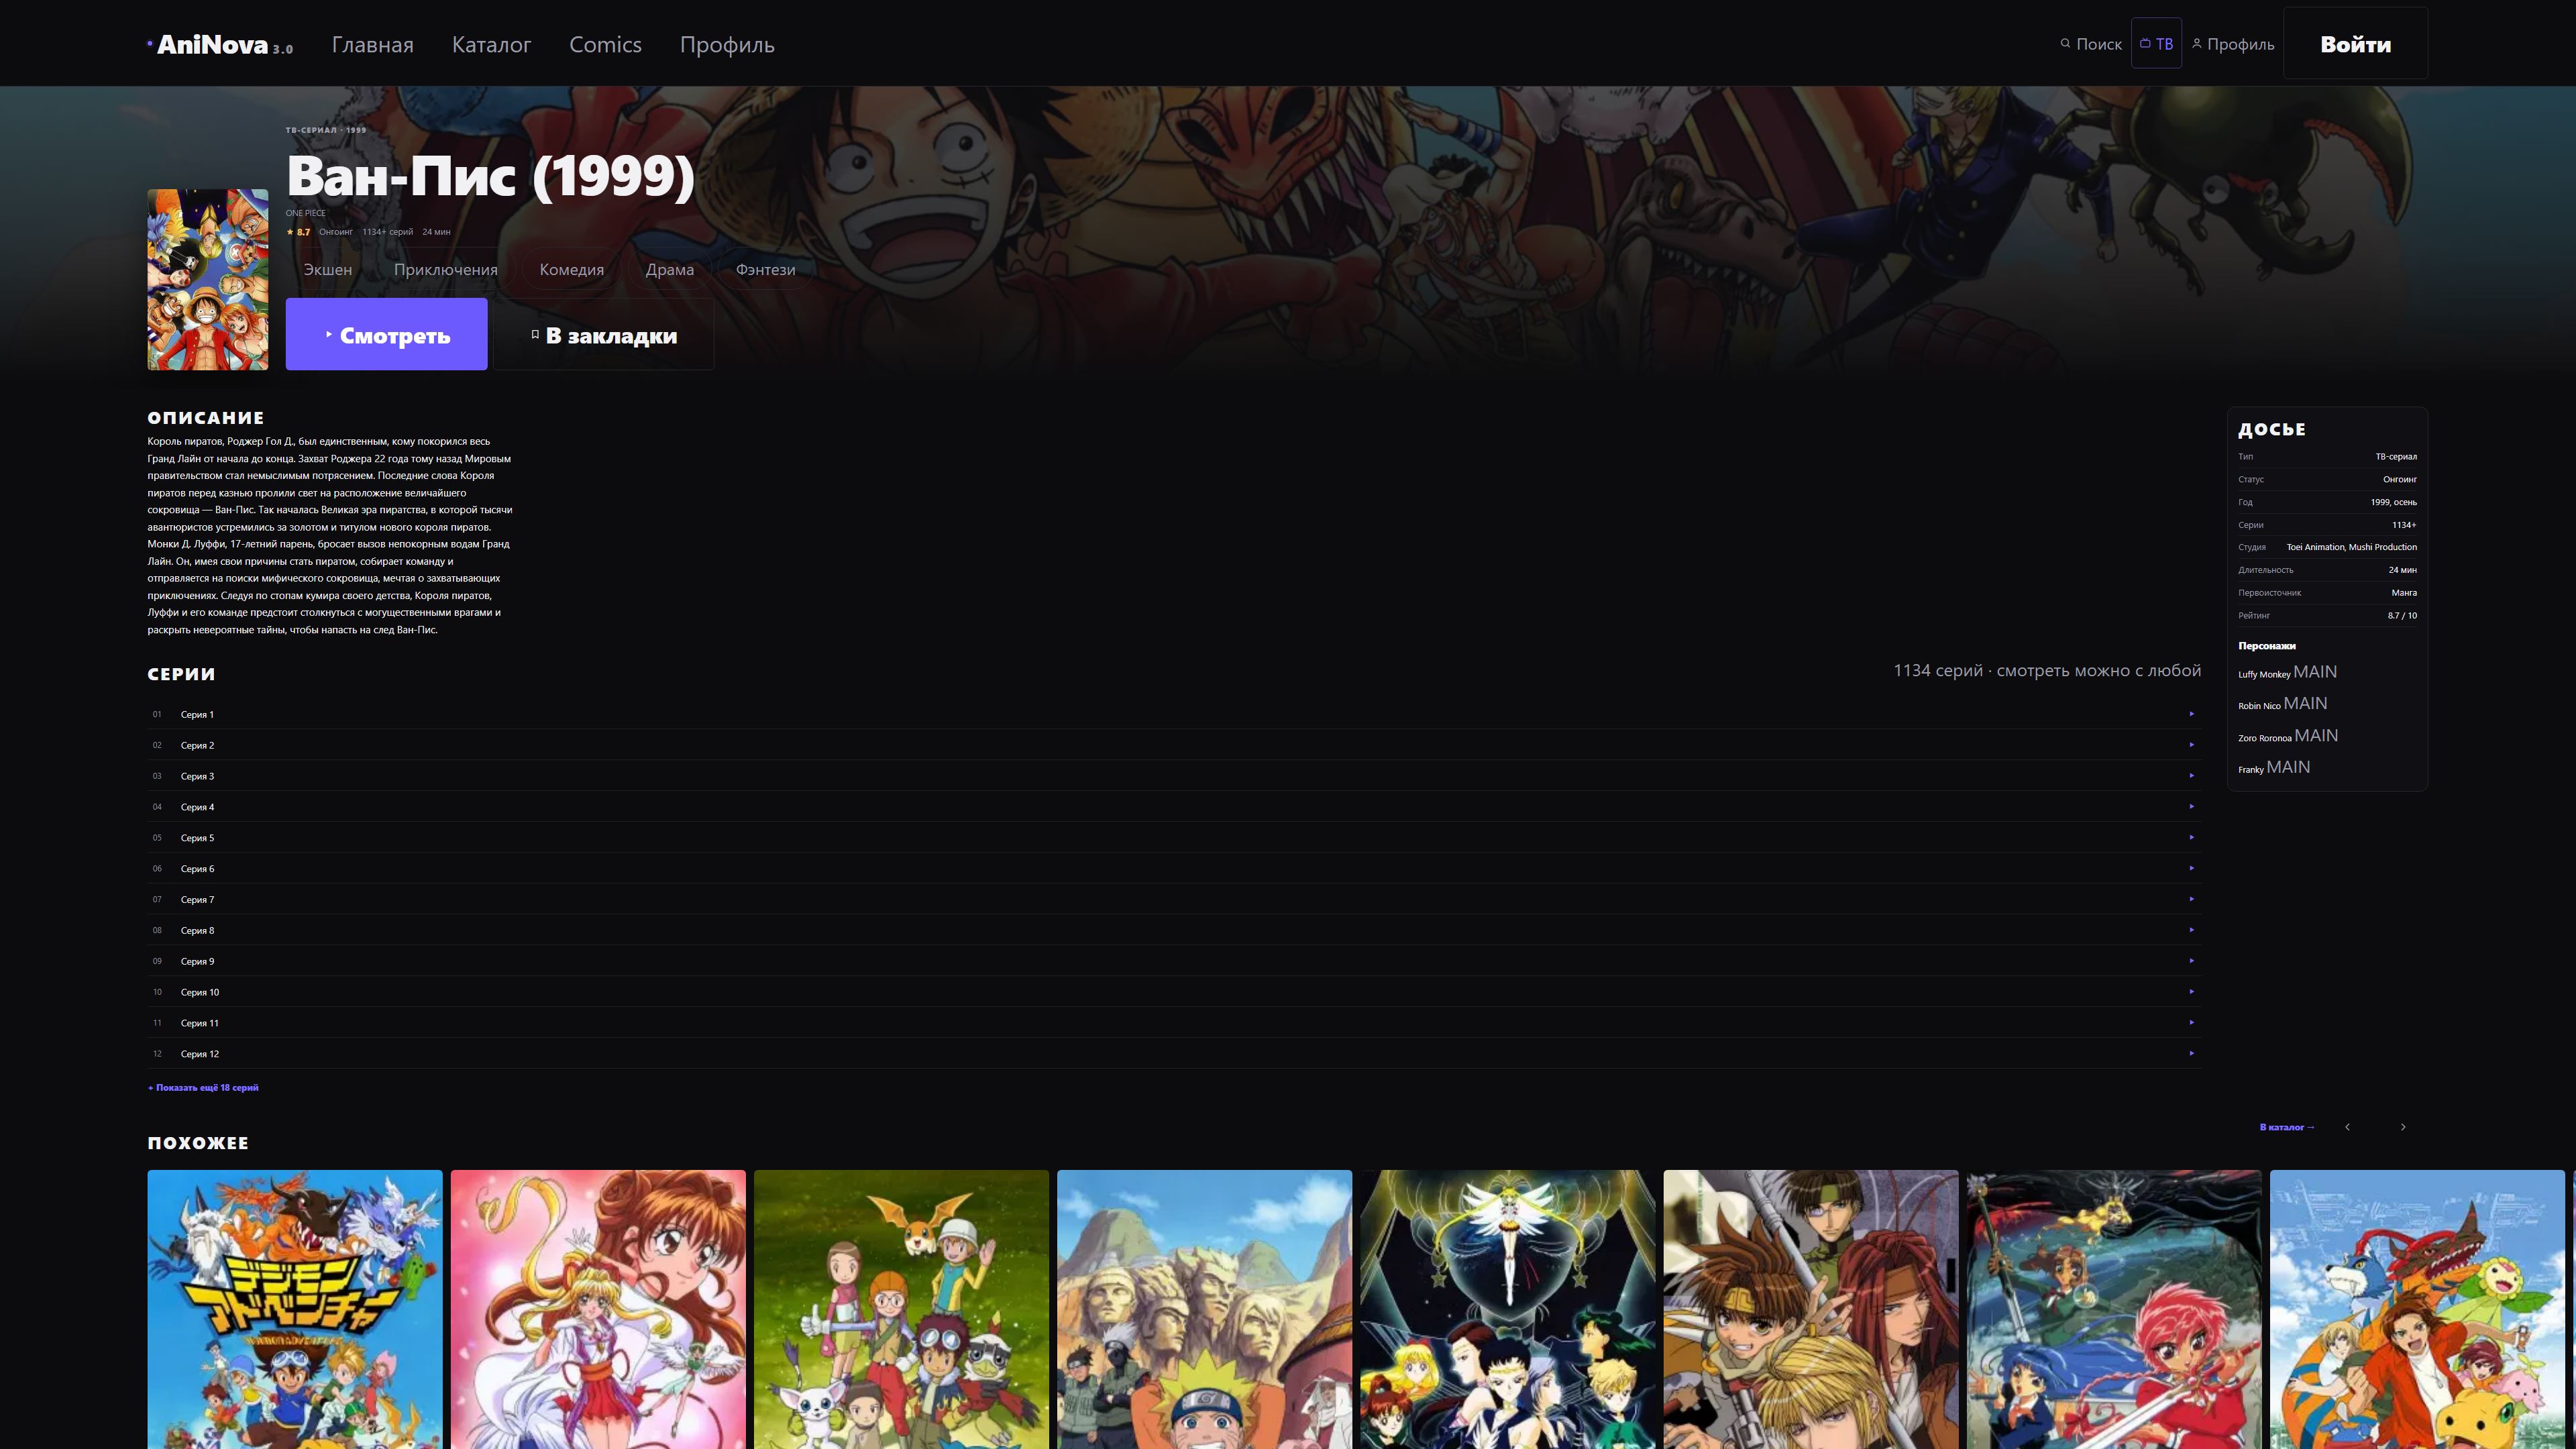 AniNova 3.0
Главная
Каталог
Comics
Профиль
Поиск
ТВ
Профиль
Войти
ТВ-СЕРИАЛ · 1999
Ван-Пис (1999)
ONE PIECE
★ 8.7 Онгоинг 1134+ серий 24 мин
Экшен
Приключения
Комедия
Драма
Фэнтези
Смотреть
В закладки
ОПИСАНИЕ
Король пиратов, Роджер Гол Д., был единственным, кому покорился весь
Гранд Лайн от начала до конца. Захват Роджера 22 года тому назад Мировым
правительством стал немыслимым потрясением. Последние слова Короля
пиратов перед казнью пролили свет на расположение величайшего
сокровища — Ван-Пис. Так началась Великая эра пиратства, в которой тысячи
авантюристов устремились за золотом и титулом нового короля пиратов.
Монки Д. Луффи, 17-летний парень, бросает вызов непокорным водам Гранд
Лайн. Он, имея свои причины стать пиратом, собирает команду и
отправляется на поиски мифического сокровища, мечтая о захватывающих
приключениях. Следуя по стопам кумира своего детства, Короля пиратов,
Луффи и его команде предстоит столкнуться с могущественными врагами и
раскрыть невероятные тайны, чтобы напасть на след Ван-Пис.
СЕРИИ
1134 серий · смотреть можно с любой
01 Серия 1
02 Серия 2
03 Серия 3
04 Серия 4
05 Серия 5
06 Серия 6
07 Серия 7
08 Серия 8
09 Серия 9
10 Серия 10
11 Серия 11
12 Серия 12
+ Показать ещё 18 серий
ДОСЬЕ
Тип ТВ-сериал
Статус Онгоинг
Год 1999, осень
Серии 1134+
Студия Toei Animation, Mushi Production
Длительность 24 мин
Первоисточник Манга
Рейтинг 8.7 / 10
Персонажи
Luffy Monkey MAIN
Robin Nico MAIN
Zoro Roronoa MAIN
Franky MAIN
ПОХОЖЕЕ
В каталог →
デジモン
アドベンチャー